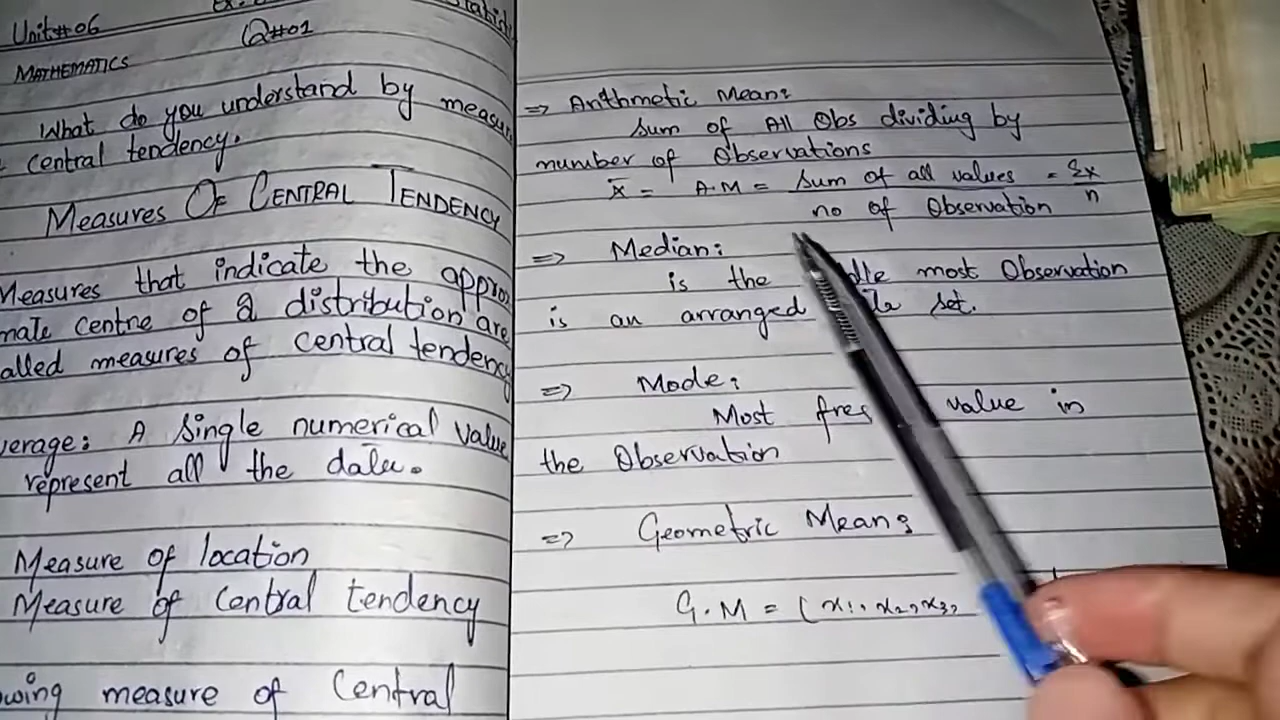 Unit#06
Q#01
MATHEMATICS
What do you understand by measur
central tendency.
MEASURES OF CENTRAL TENDENCY
Measures that indicate the appro
mate centre of a distribution are
alled measures of central tendency
verage: A single numerical value
represent all the data.
Measure of location
Measure of central tendency
owing measure of Central
=> Arithmetic Mean:
Sum of All Obs dividing by
number of Observations
x̄ = A.M = Sum of all values / no of Observation = Σx / n
=> Median:
is the most Observation
is an arranged set.
=> Mode:
Most value in
the Observation
=> Geometric Mean:
G.M = (x1, x2, x3,